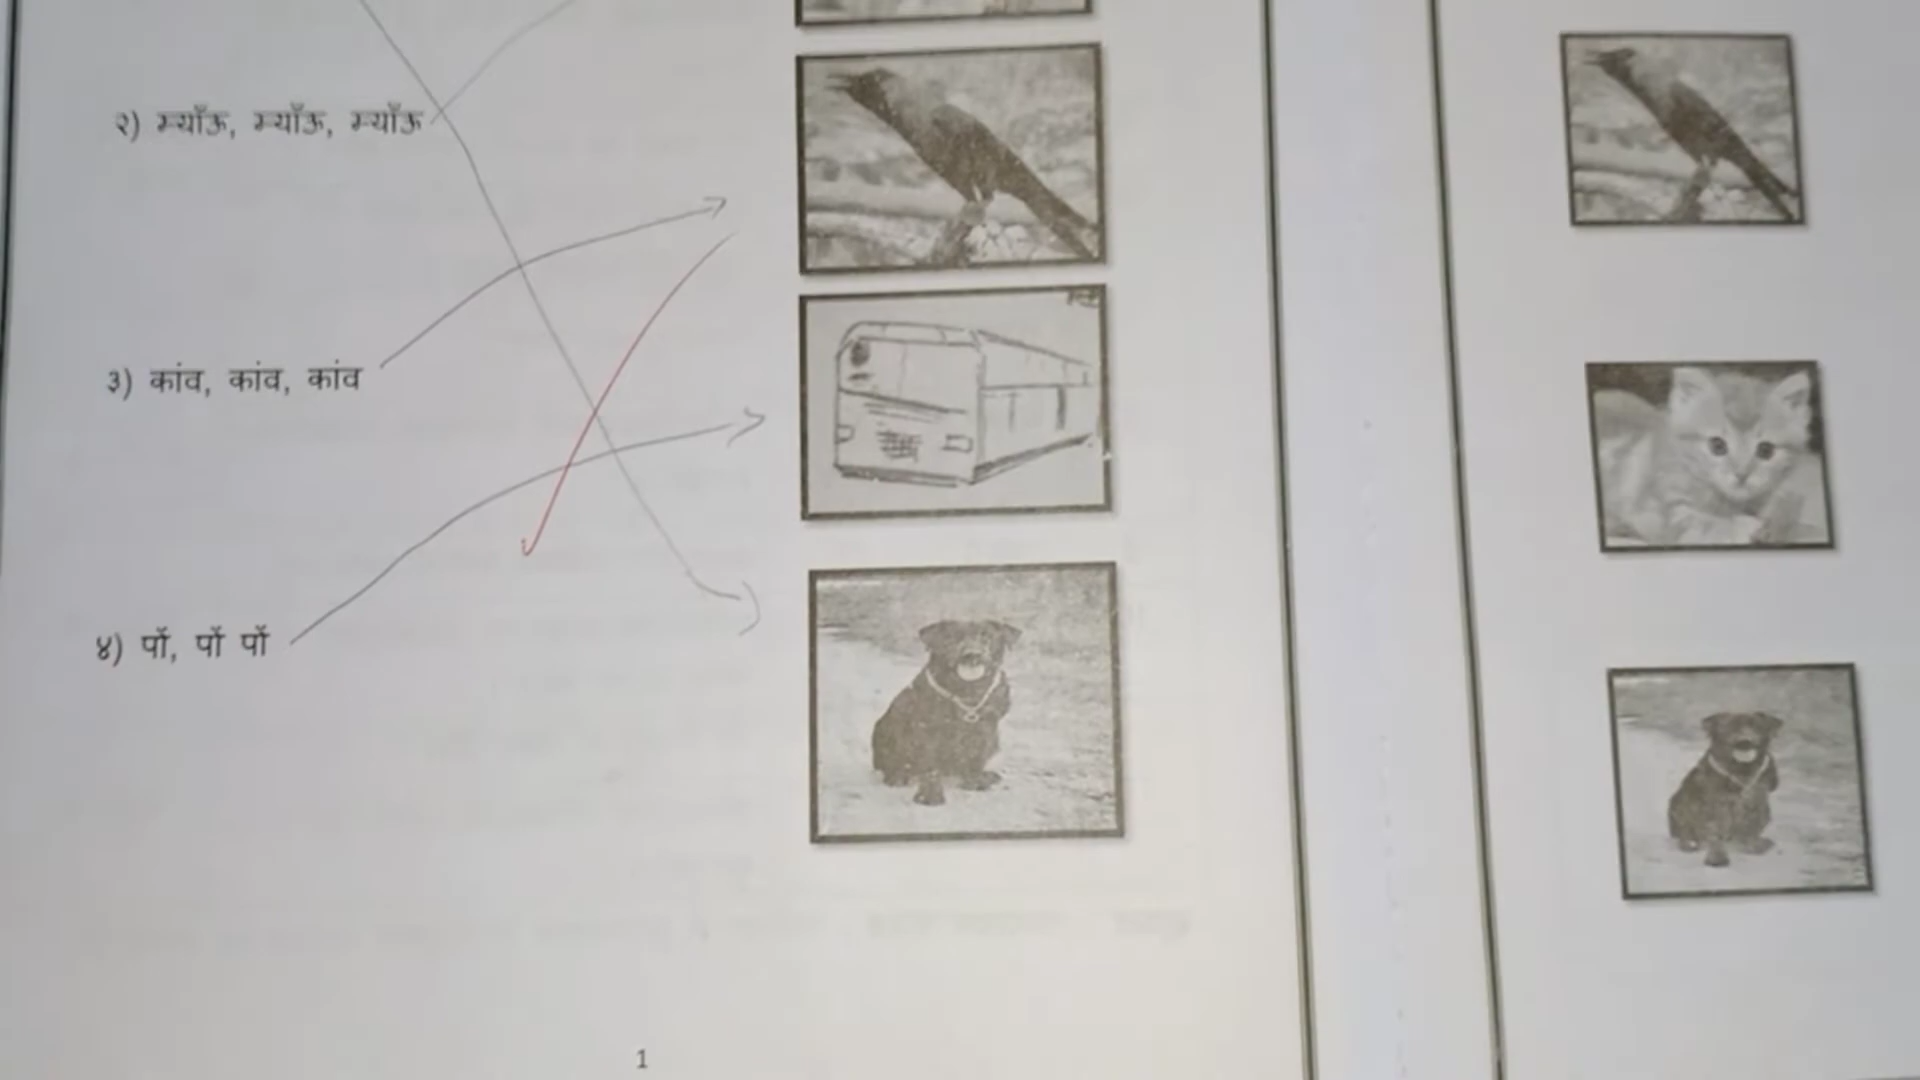 २) म्याँऊ, म्याँऊ, म्याँऊ
३) कांव, कांव, कांव
४) पों, पों पों
1